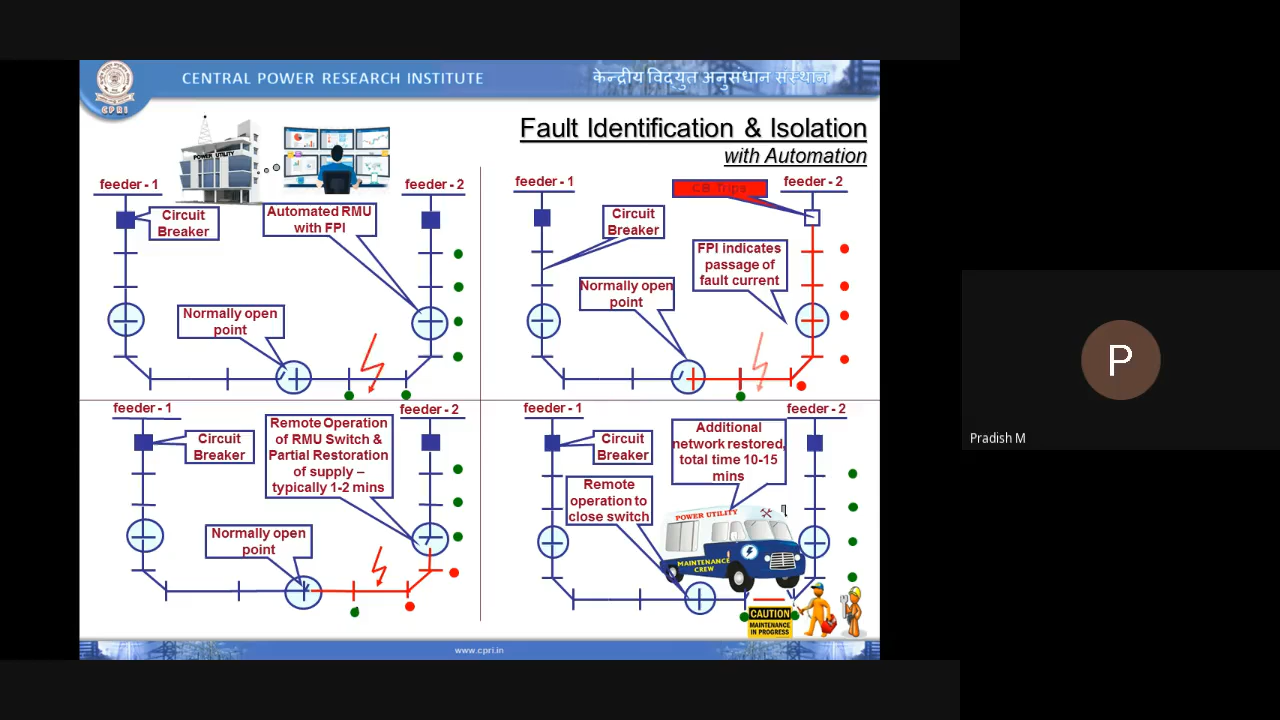 CENTRAL POWER RESEARCH INSTITUTE
केन्द्रीय विद्युत अनुसंधान संस्थान
CPRI
Fault Identification & Isolation
with Automation
POWER UTILITY
feeder - 1
feeder - 2
Circuit
Breaker
Automated RMU
with FPI
Normally open
point
feeder - 1
CB Trips
feeder - 2
Circuit
Breaker
FPI indicates
passage of
fault current
Normally open
point
feeder - 1
feeder - 2
Circuit
Breaker
Remote Operation
of RMU Switch &
Partial Restoration
of supply –
typically 1-2 mins
Normally open
point
feeder - 1
feeder - 2
Circuit
Breaker
Additional
network restored,
total time 10-15
mins
Remote
operation to
close switch
POWER UTILITY
MAINTENANCE
CREW
CAUTION
MAINTENANCE
IN PROGRESS
www.cpri.in
P
Pradish M